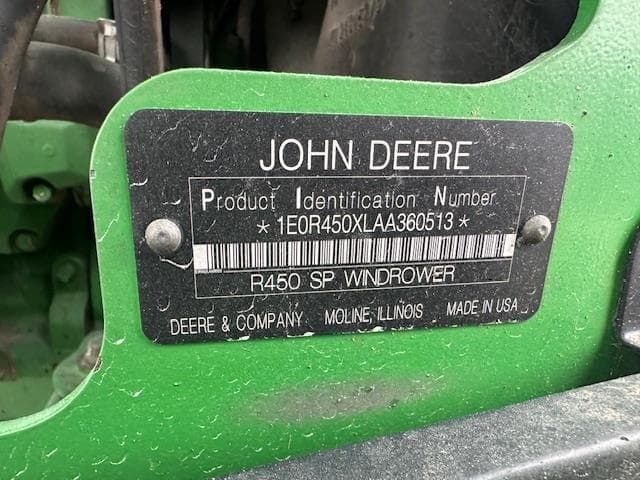 JOHN DEERE
Product Identification Number
*1E0R450XLAA360513*
R450 SP WINDROWER
DEERE & COMPANY MOLINE, ILLINOIS MADE IN USA